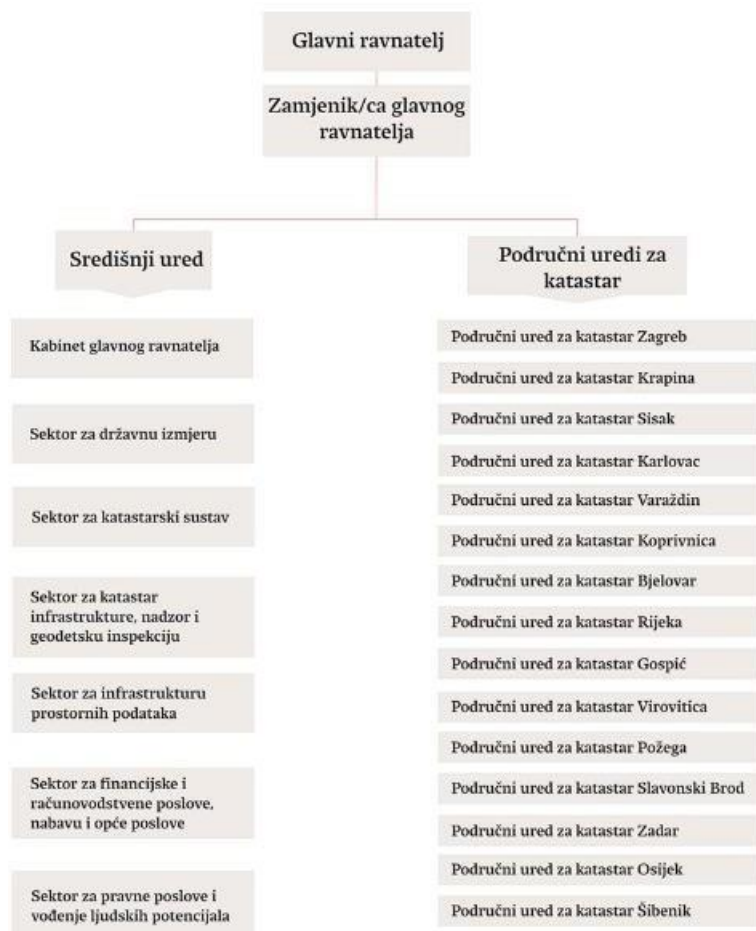 Glavni ravnatelj
Zamjenik/ca glavnog
ravnatelja
Središnji ured
Kabinet glavnog ravnatelja
Sektor za državnu izmjeru
Sektor za katastarski sustav
Sektor za katastar
infrastrukture, nadzor i
geodetsku inspekciju
Sektor za infrastrukturu
prostornih podataka
Sektor za financijske i
računovodstvene poslove,
nabavu i opće poslove
Sektor za pravne poslove i
vođenje ljudskih potencijala
Područni uredi za
katastar
Područni ured za katastar Zagreb
Područni ured za katastar Krapina
Područni ured za katastar Sisak
Područni ured za katastar Karlovac
Područni ured za katastar Varaždin
Područni ured za katastar Koprivnica
Područni ured za katastar Bjelovar
Područni ured za katastar Rijeka
Područni ured za katastar Gospić
Područni ured za katastar Virovitica
Područni ured za katastar Požega
Područni ured za katastar Slavonski Brod
Područni ured za katastar Zadar
Područni ured za katastar Osijek
Područni ured za katastar Šibenik